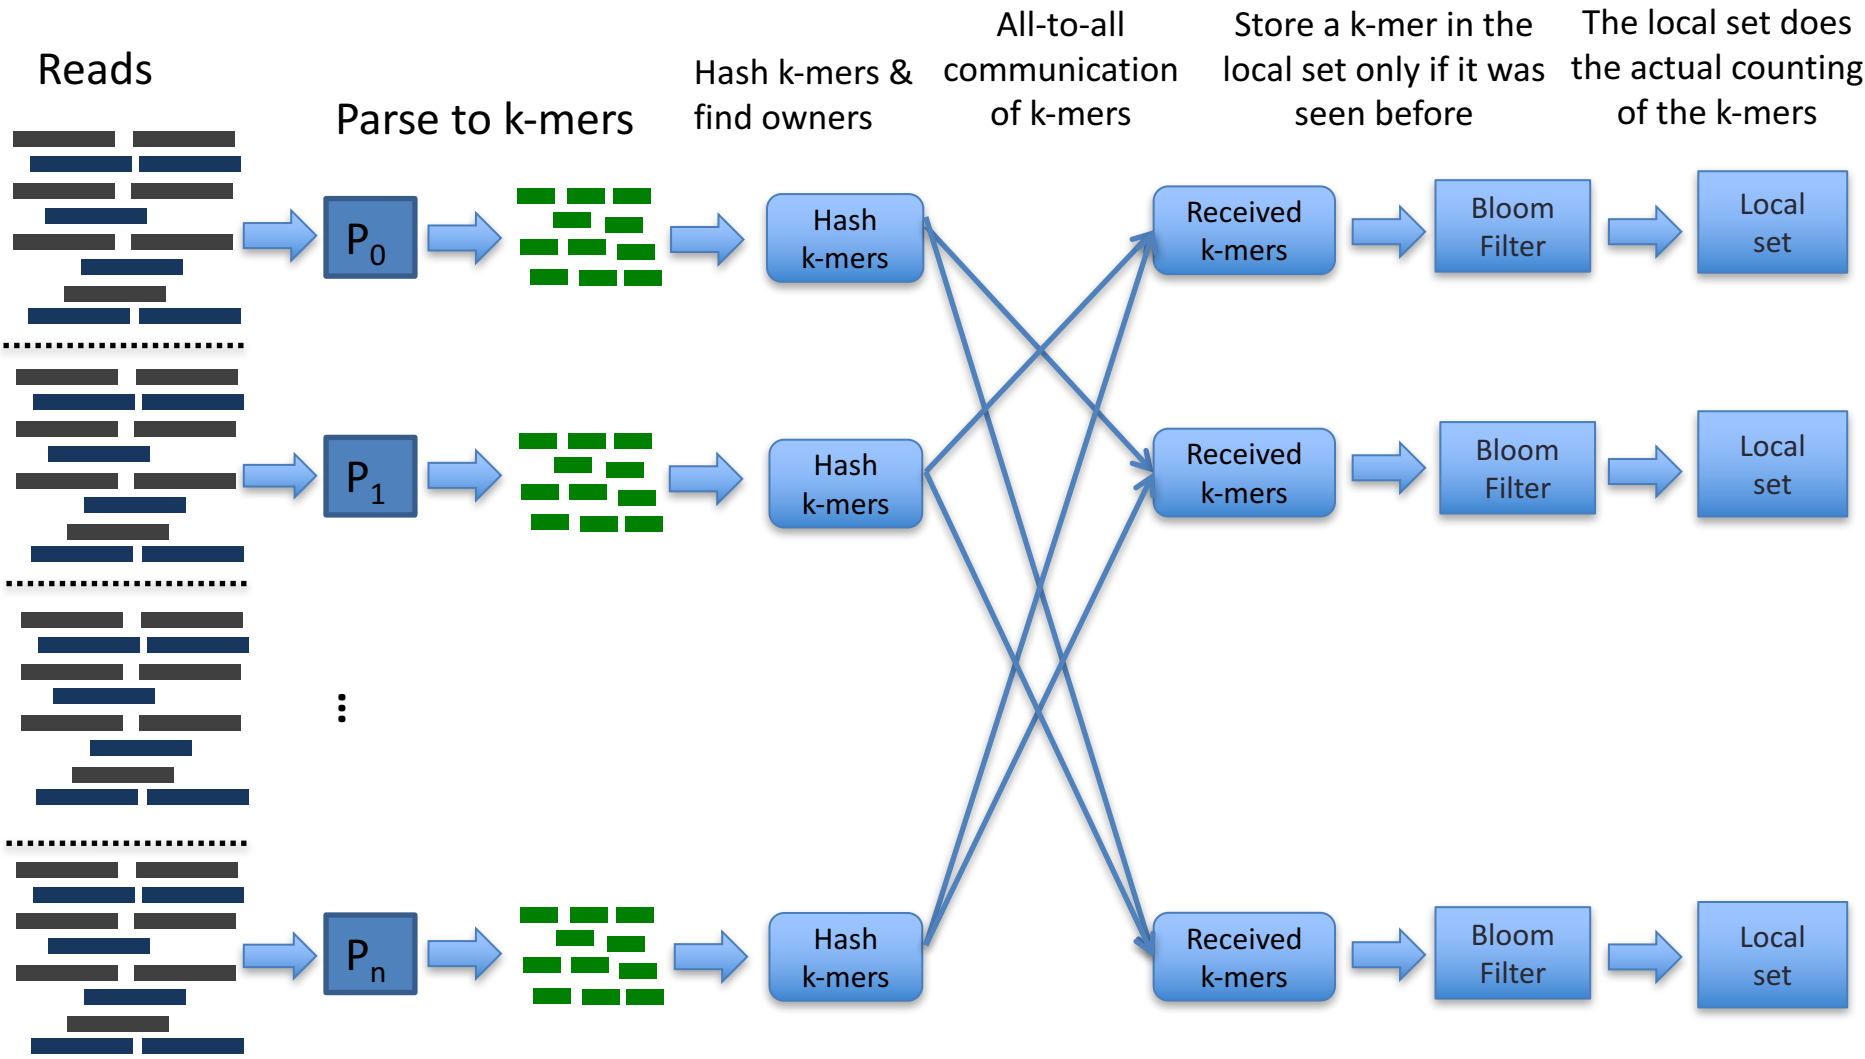 Reads
Parse to k-mers
Hash k-mers &
find owners
All-to-all
communication
of k-mers
Store a k-mer in the
local set only if it was
seen before
The local set does
the actual counting
of the k-mers
P0
Hash
k-mers
Received
k-mers
Bloom
Filter
Local
set
P1
Hash
k-mers
Received
k-mers
Bloom
Filter
Local
set
⋮
Pn
Hash
k-mers
Received
k-mers
Bloom
Filter
Local
set